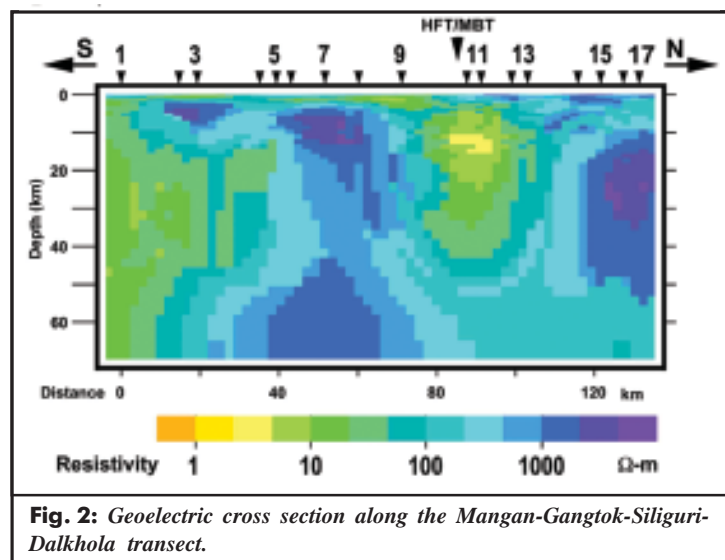 HFT/MBT
S 1 3 5 7 9 11 13 15 17 N
0
20
40
60
Depth (km)
Distance 0 40 80 120 km
Resistivity 1 10 100 1000 Ω-m
Fig. 2: Geoelectric cross section along the Mangan-Gangtok-Siliguri-
Dalkhola transect.